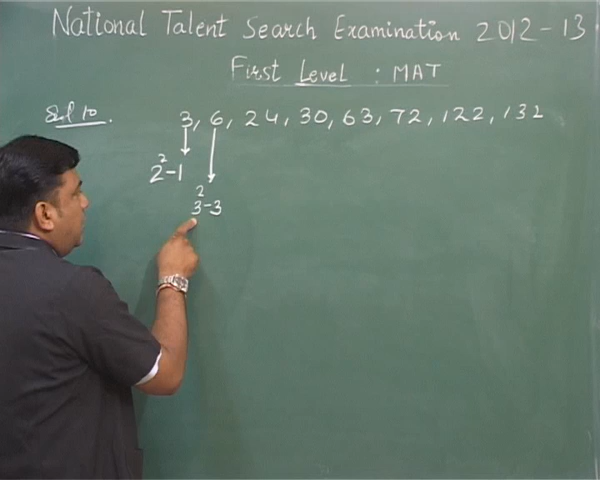 National Talent Search Examination 2012-13
First Level : MAT
Sol 10. 3, 6, 24, 30, 63, 72, 122, 132
2²-1
3²-3